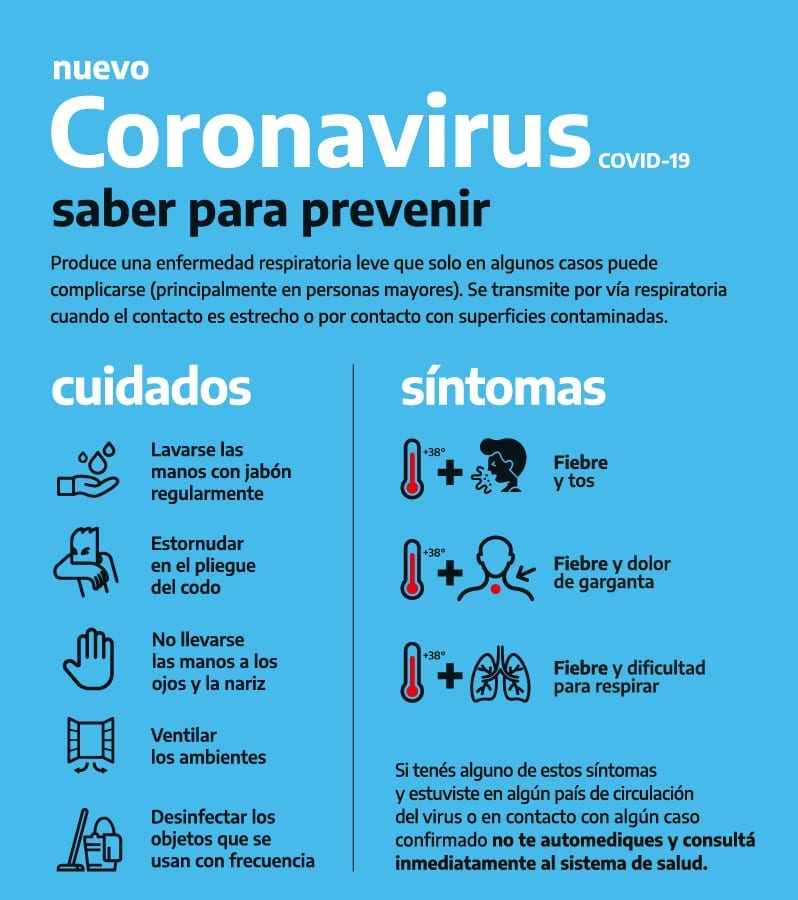 nuevo
Coronavirus COVID-19
saber para prevenir
Produce una enfermedad respiratoria leve que solo en algunos casos puede
complicarse (principalmente en personas mayores). Se transmite por vía respiratoria
cuando el contacto es estrecho o por contacto con superficies contaminadas.
cuidados
Lavarse las
manos con jabón
regularmente
Estornudar
en el pliegue
del codo
No llevarse
las manos a los
ojos y la nariz
Ventilar
los ambientes
Desinfectar los
objetos que se
usan con frecuencia
síntomas
+38°
Fiebre
y tos
+38°
Fiebre y dolor
de garganta
+38°
Fiebre y dificultad
para respirar
Si tenés alguno de estos síntomas
y estuviste en algún país de circulación
del virus o en contacto con algún caso
confirmado no te automediques y consultá
inmediatamente al sistema de salud.